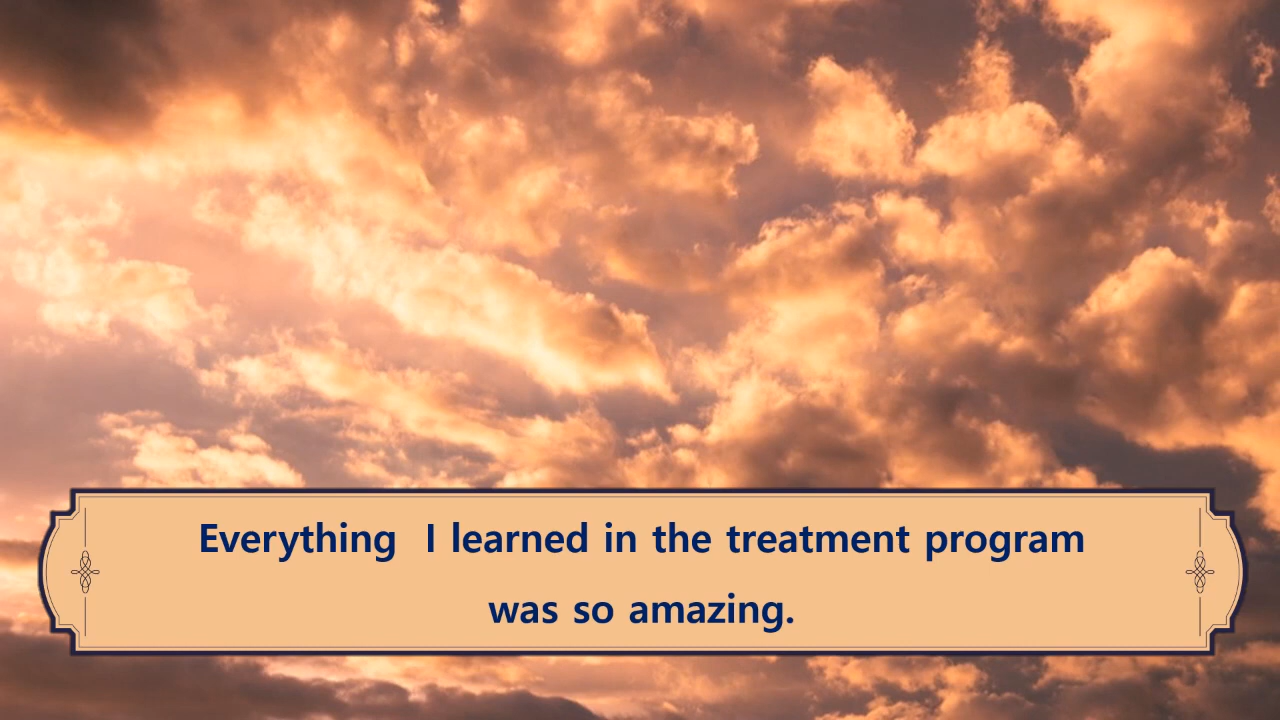 Everything  I learned in the treatment program
was so amazing.